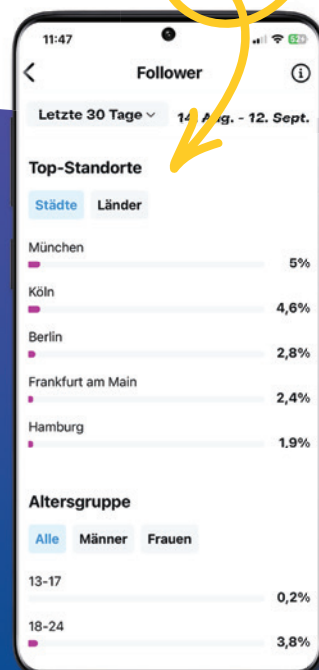 11:47
Follower
Letzte 30 Tage 14. Aug. - 12. Sept.
Top-Standorte
Städte Länder
München
5%
Köln
4,6%
Berlin
2,8%
Frankfurt am Main
2,4%
Hamburg
1.9%
Altersgruppe
Alle Männer Frauen
13-17
0,2%
18-24
3,8%